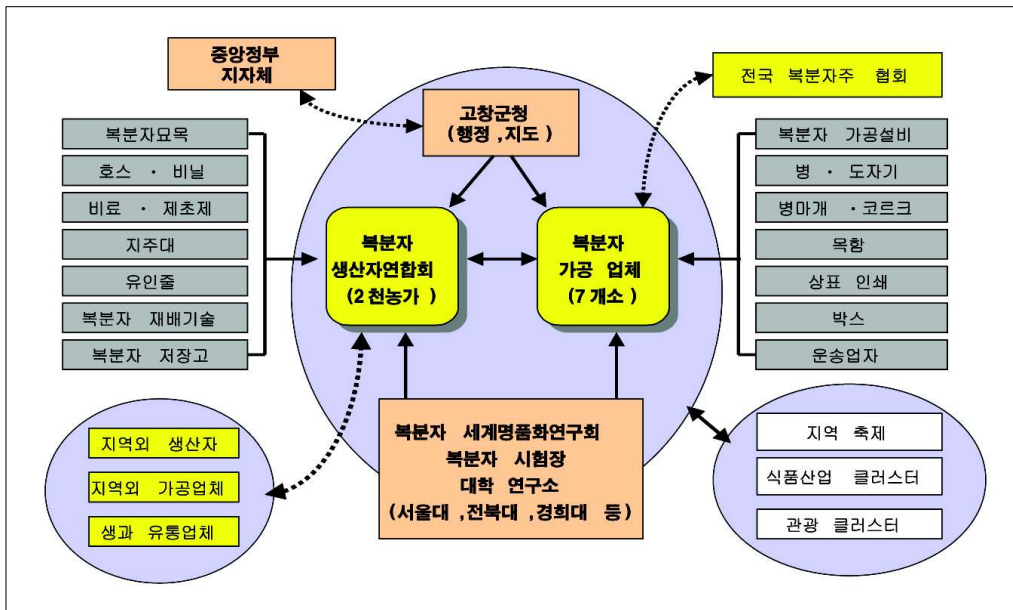 중앙정부
지자체
전국 복분자주 협회
고창군청
(행정,지도)
복분자묘목
호스 · 비닐
비료 · 제초제
지주대
유인줄
복분자 재배기술
복분자 저장고
복분자
생산자연합회
(2천농가)
복분자
가공 업체
(7개소)
복분자 가공설비
병 · 도자기
병마개 · 코르크
목함
상표 인쇄
박스
운송업자
지역외 생산자
지역외 가공업체
생과 유통업체
복분자 세계명품화연구회
복분자 시험장
대학 연구소
(서울대,전북대,경희대 등)
지역 축제
식품산업 클러스터
관광 클러스터